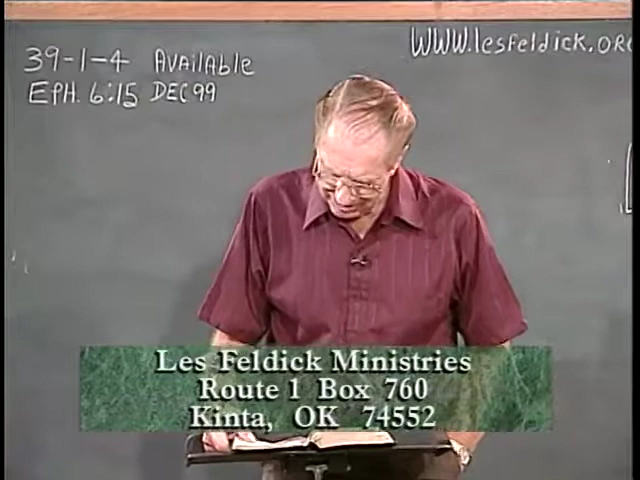 39-1-4 Available
EPH. 6:15 DEC 99
WWW.lesfeldick.org
Les Feldick Ministries
Route 1 Box 760
Kinta, OK 74552